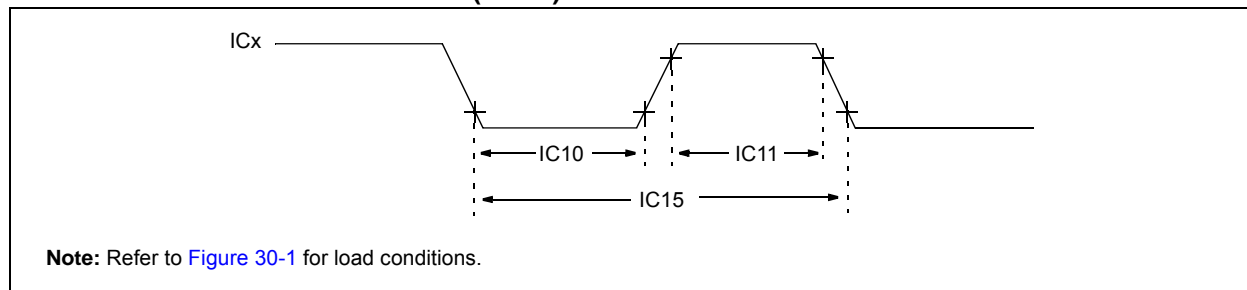 ICx
IC10
IC11
IC15
Note: Refer to Figure 30-1 for load conditions.